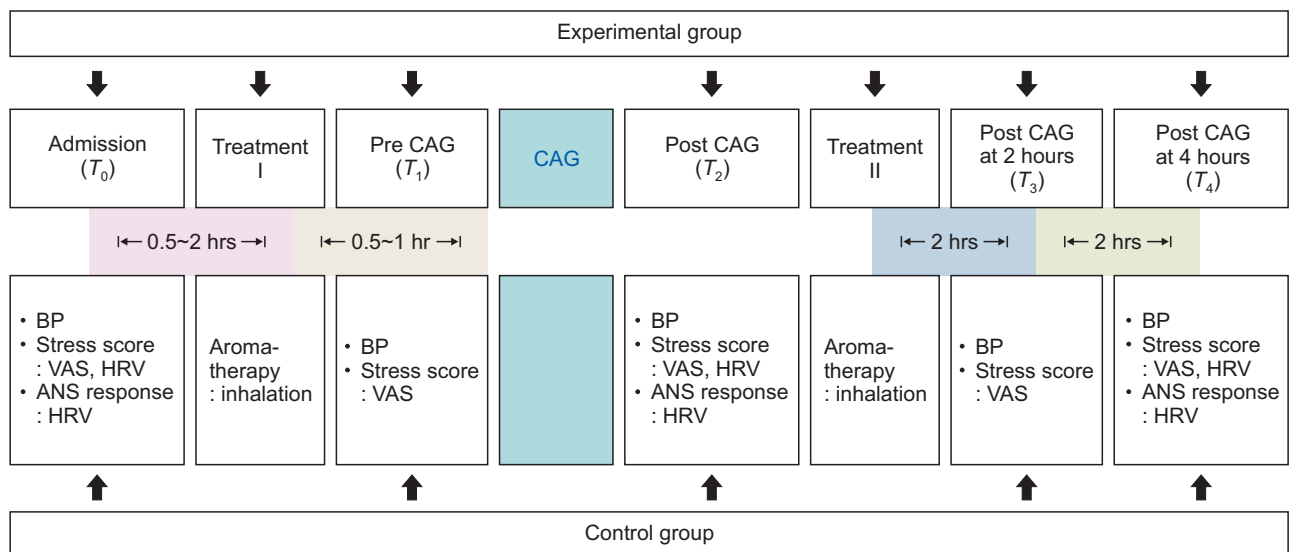 Experimental group
Admission
(T0)
Treatment
I
Pre CAG
(T1)
CAG
Post CAG
(T2)
Treatment
II
Post CAG
at 2 hours
(T3)
Post CAG
at 4 hours
(T4)
0.5~2 hrs
0.5~1 hr
2 hrs
2 hrs
• BP
• Stress score
: VAS, HRV
• ANS response
: HRV
Aroma-
therapy
: inhalation
• BP
• Stress score
: VAS
• BP
• Stress score
: VAS, HRV
• ANS response
: HRV
Aroma-
therapy
: inhalation
• BP
• Stress score
: VAS
• BP
• Stress score
: VAS, HRV
• ANS response
: HRV
Control group